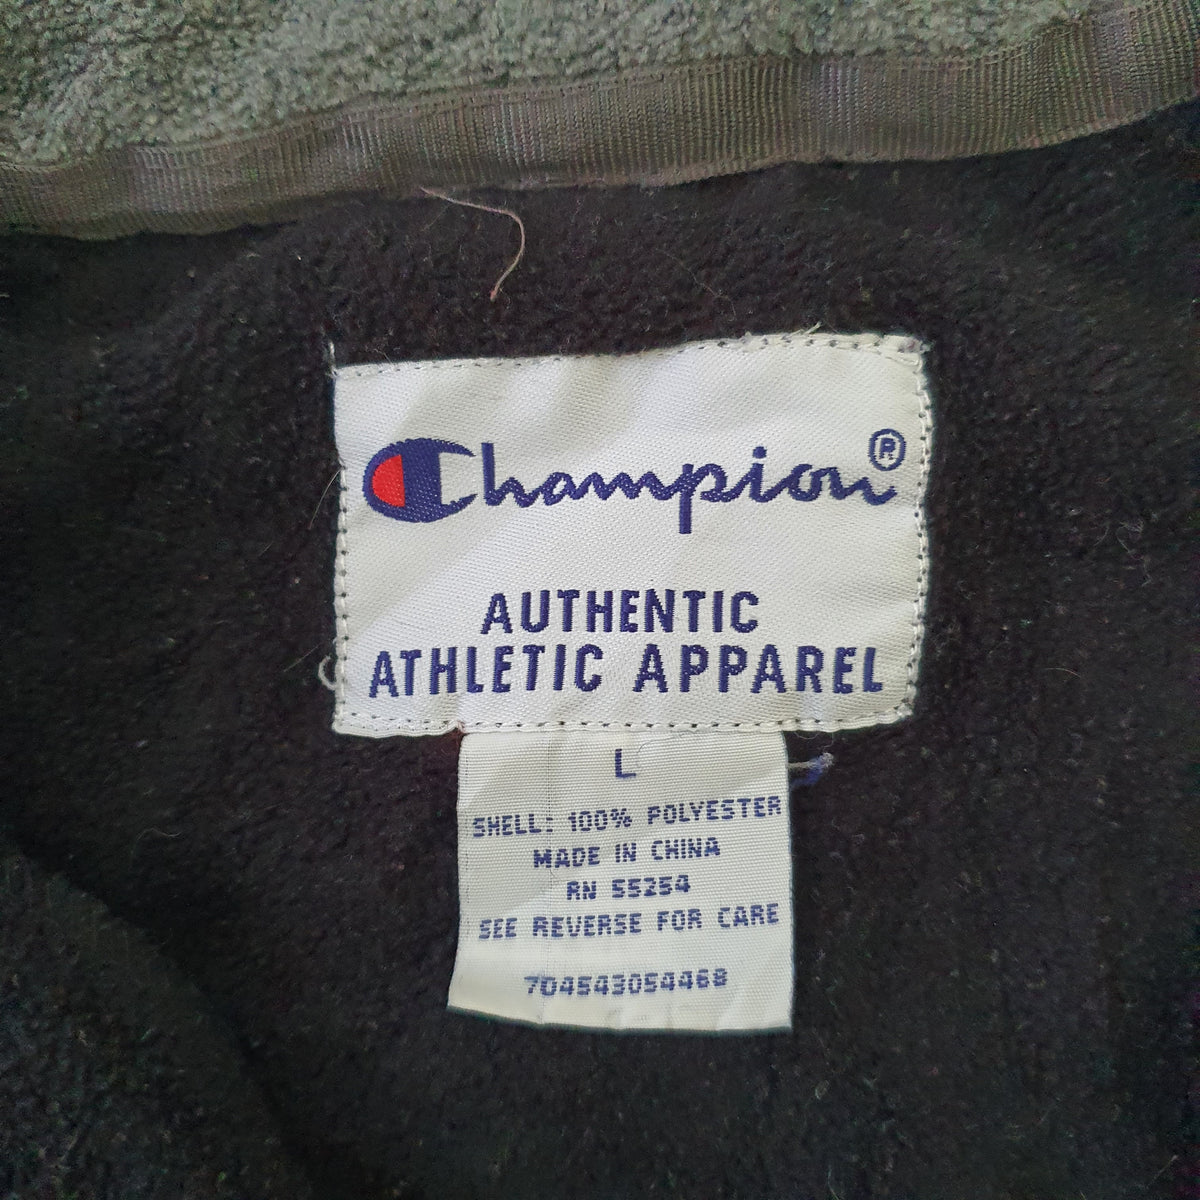 Champion®
AUTHENTIC
ATHLETIC APPAREL
L
SHELL: 100% POLYESTER
MADE IN CHINA
RN 55254
SEE REVERSE FOR CARE
704543054468